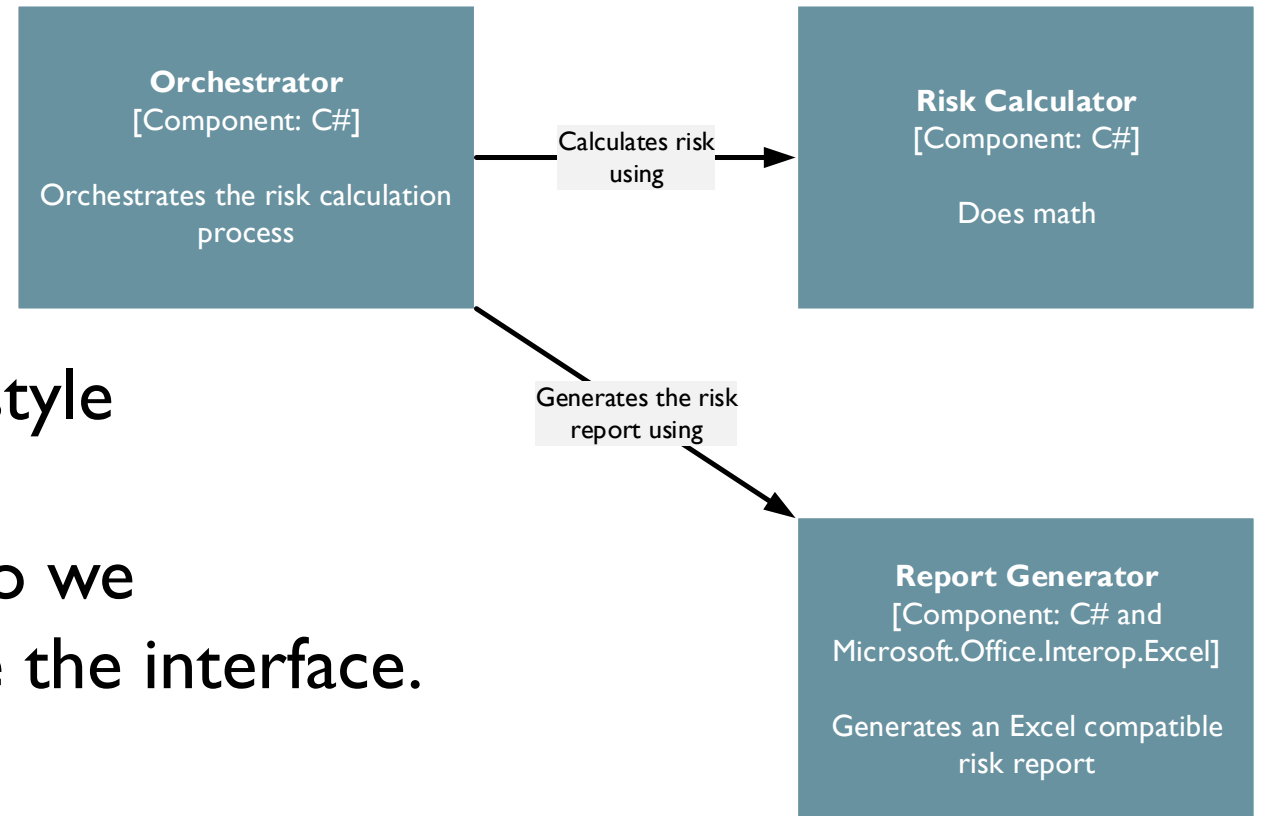 Orchestrator
[Component: C#]
Orchestrates the risk calculation
process
Calculates risk
using
Risk Calculator
[Component: C#]
Does math
style
we
the interface.
Generates the risk
report using
Report Generator
[Component: C# and
Microsoft.Office.Interop.Excel]
Generates an Excel compatible
risk report